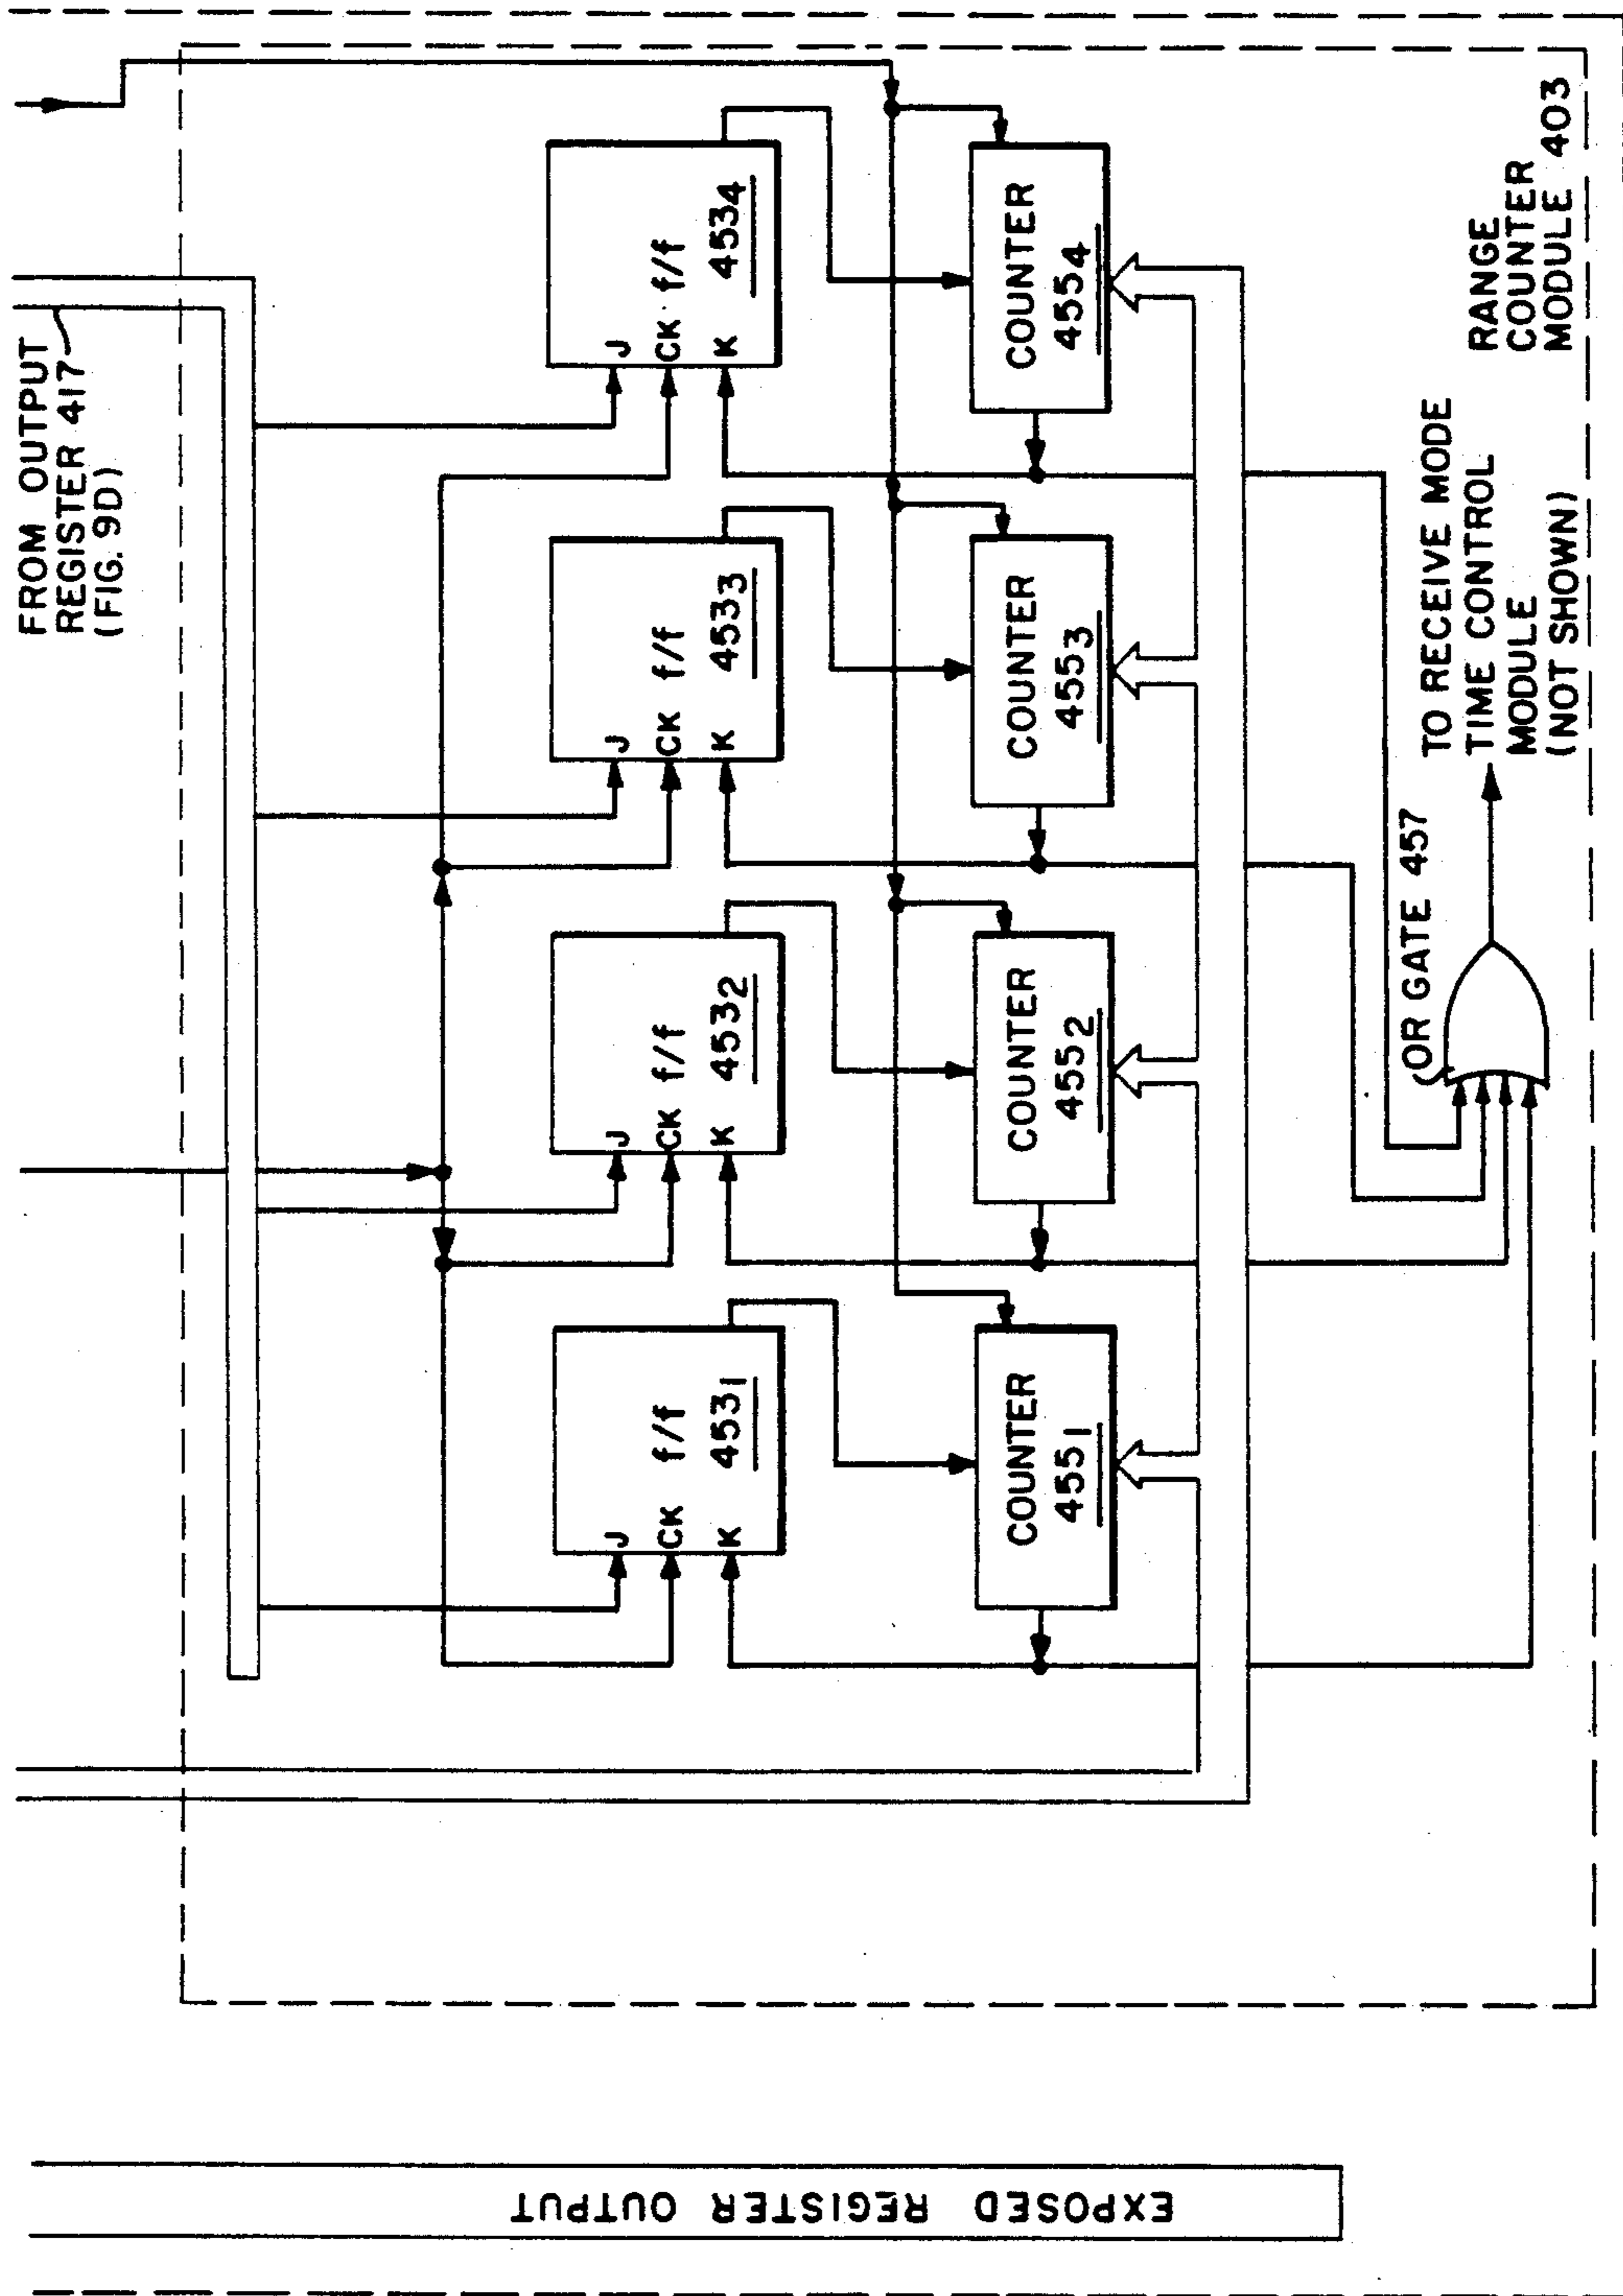 FROM OUTPUT
REGISTER 417
(FIG. 9D)
J
CK f/f
K 453₁
J
CK f/f
K 453₂
J
CK f/f
K 453₃
J
CK f/f
K 453₄
COUNTER
455₁
COUNTER
455₂
COUNTER
455₃
COUNTER
455₄
OR GATE 457
TO RECEIVE MODE
TIME CONTROL
MODULE
(NOT SHOWN)
RANGE
COUNTER
MODULE 403
EXPOSED REGISTER OUTPUT